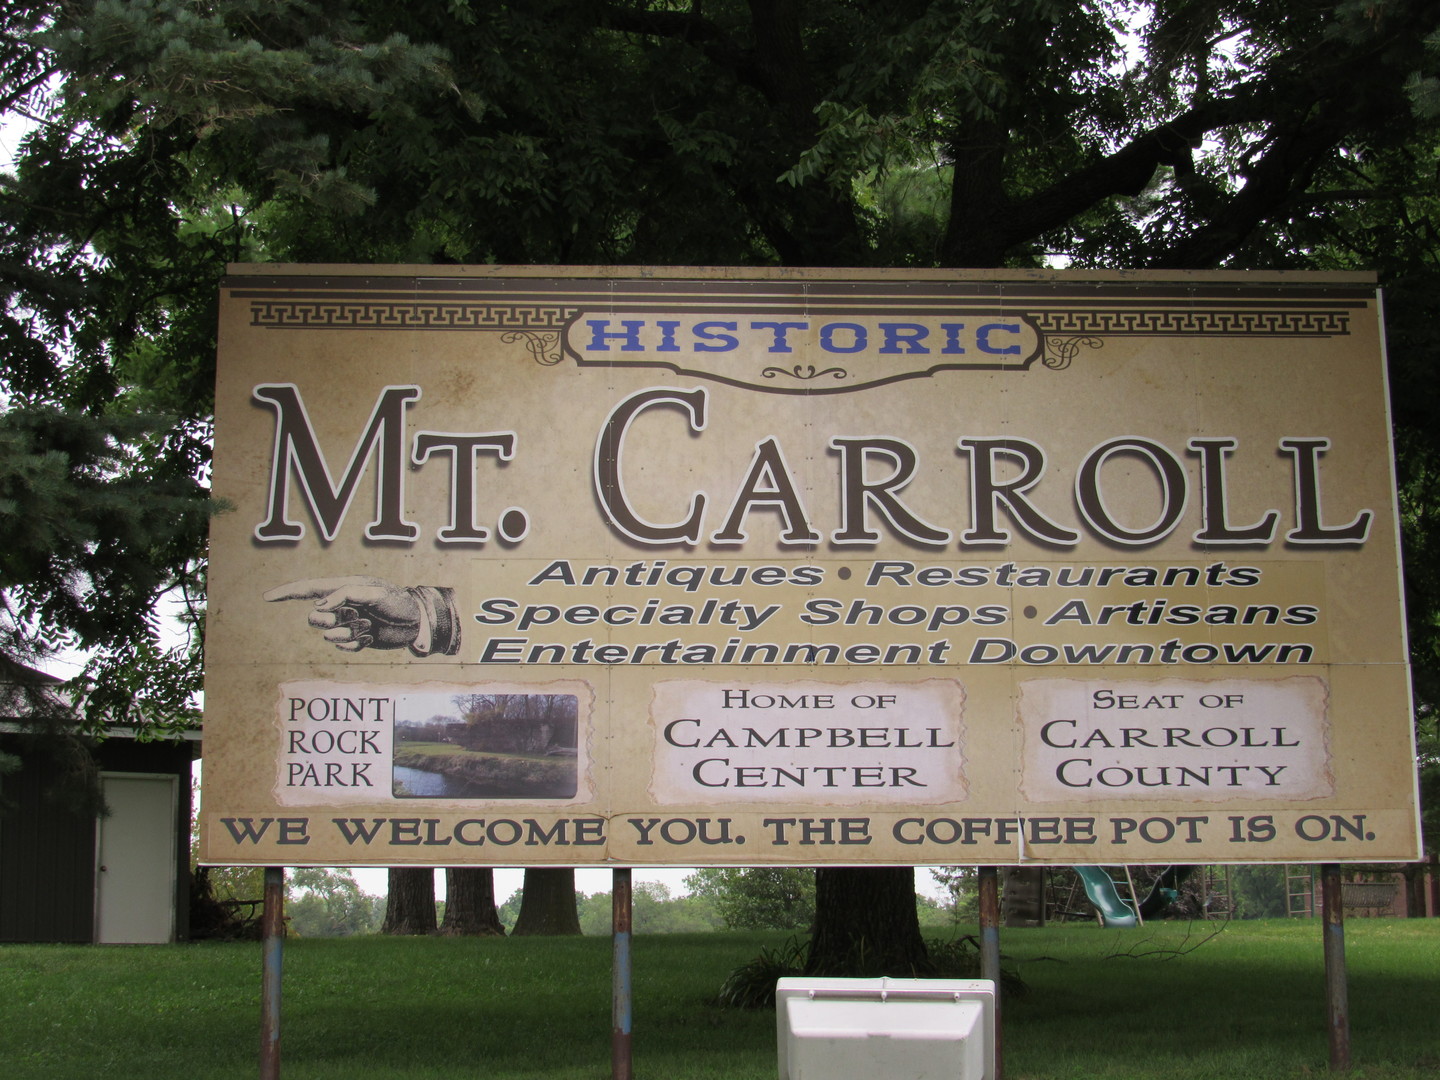 HISTORIC
MT. CARROLL
Antiques • Restaurants
Specialty Shops • Artisans
Entertainment Downtown
POINT
ROCK
PARK
HOME OF
CAMPBELL
CENTER
SEAT OF
CARROLL
COUNTY
WE WELCOME YOU. THE COFFEE POT IS ON.